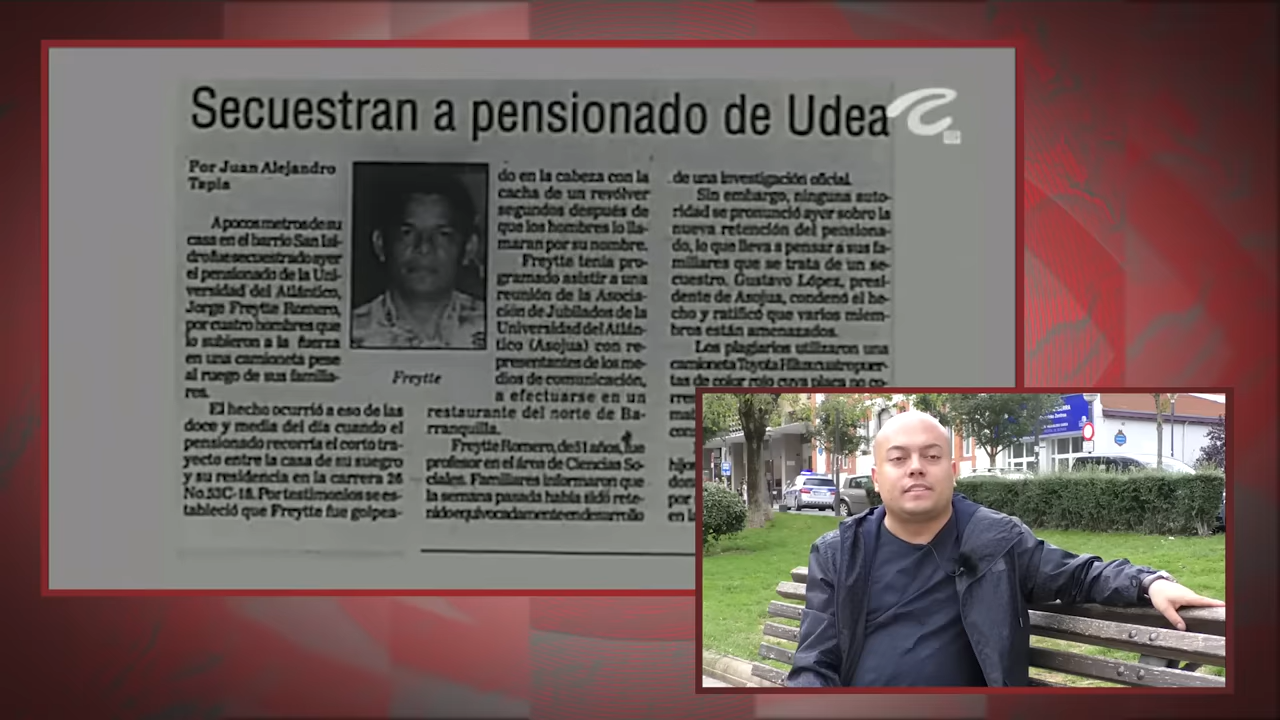 Secuestran a pensionado de Udea
Por Juan Alejandro
Tapia
A pocos metros de su
casa en el barrio San Isi-
dro fue secuestrado ayer
el pensionado de la Uni-
versidad del Atlántico,
Jorge Freytte Romero,
por cuatro hombres que
lo subieron a la fuerza
en una camioneta pese
al ruego de sus familia-
res.
El hecho ocurrió a eso de las
doce y media del día cuando el
pensionado recorría el corto tra-
yecto entre la casa de su suegro
y su residencia en la carrera 26
No.53C-18. Por testimonios se es-
tableció que Freytte fue golpea-
Freytte
do en la cabeza con la
cacha de un revólver
segundos después de
que los hombres lo lla-
maran por su nombre.
Freytte tenía pro-
gramado asistir a una
reunión de la Asocia-
ción de Jubilados de la
Universidad del Atlán-
tico (Asojua) con re-
presentantes de los me-
dios de comunicación,
a efectuarse en un
restaurante del norte de Ba-
rranquilla.
Freytte Romero, de 51 años, fue
profesor en el área de Ciencias So-
ciales. Familiares informaron que
la semana pasada había sido rete-
nido equivocadamente en desarrollo
de una investigación oficial.
Sin embargo, ninguna auto-
ridad se pronunció ayer sobre la
nueva retención del pensiona-
do, lo que lleva a pensar a sus fa-
miliares que se trata de un se-
cuestro. Gustavo López, presi-
dente de Asojua, condenó el he-
cho y ratificó que varios miem-
bros están amenazados.
Los plagiarios utilizaron una
camioneta Toyota Hilux cuatro puer-
tas de color rojo cuya placa no co-